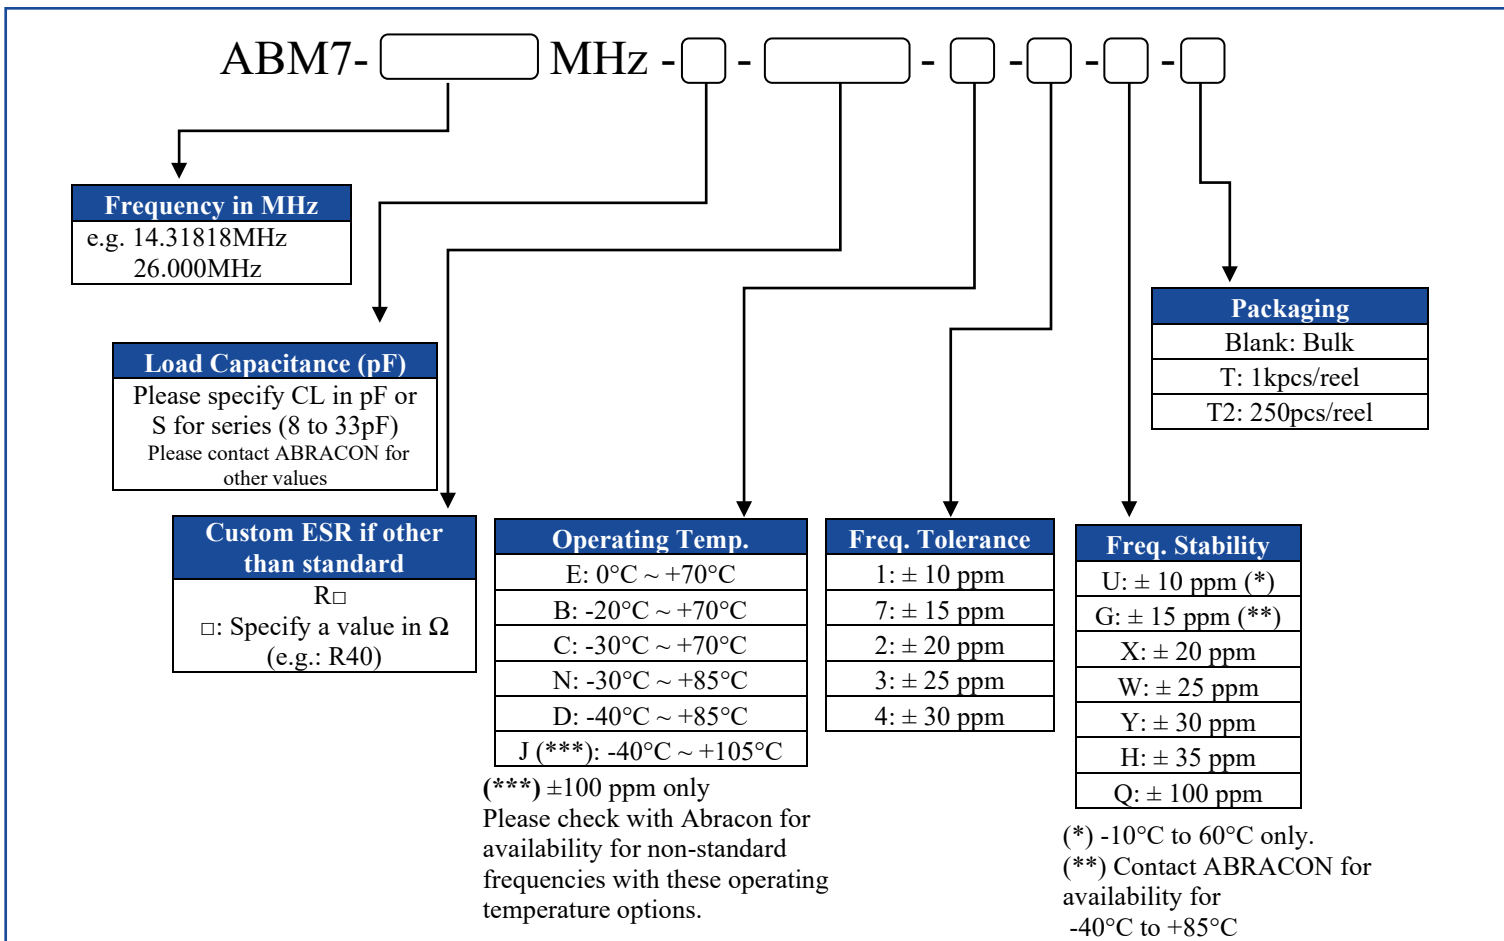 ABM7- MHz - - - - - -
Frequency in MHz
e.g. 14.31818MHz
26.000MHz
Load Capacitance (pF)
Please specify CL in pF or
S for series (8 to 33pF)
Please contact ABRACON for
other values
Custom ESR if other
than standard
R□
□: Specify a value in Ω
(e.g.: R40)
Operating Temp.
E: 0°C ~ +70°C
B: -20°C ~ +70°C
C: -30°C ~ +70°C
N: -30°C ~ +85°C
D: -40°C ~ +85°C
J (***): -40°C ~ +105°C
(***) ±100 ppm only
Please check with Abracon for
availability for non-standard
frequencies with these operating
temperature options.
Freq. Tolerance
1: ± 10 ppm
7: ± 15 ppm
2: ± 20 ppm
3: ± 25 ppm
4: ± 30 ppm
Freq. Stability
U: ± 10 ppm (*)
G: ± 15 ppm (**)
X: ± 20 ppm
W: ± 25 ppm
Y: ± 30 ppm
H: ± 35 ppm
Q: ± 100 ppm
(*) -10°C to 60°C only.
(**) Contact ABRACON for
availability for
-40°C to +85°C
Packaging
Blank: Bulk
T: 1kpcs/reel
T2: 250pcs/reel